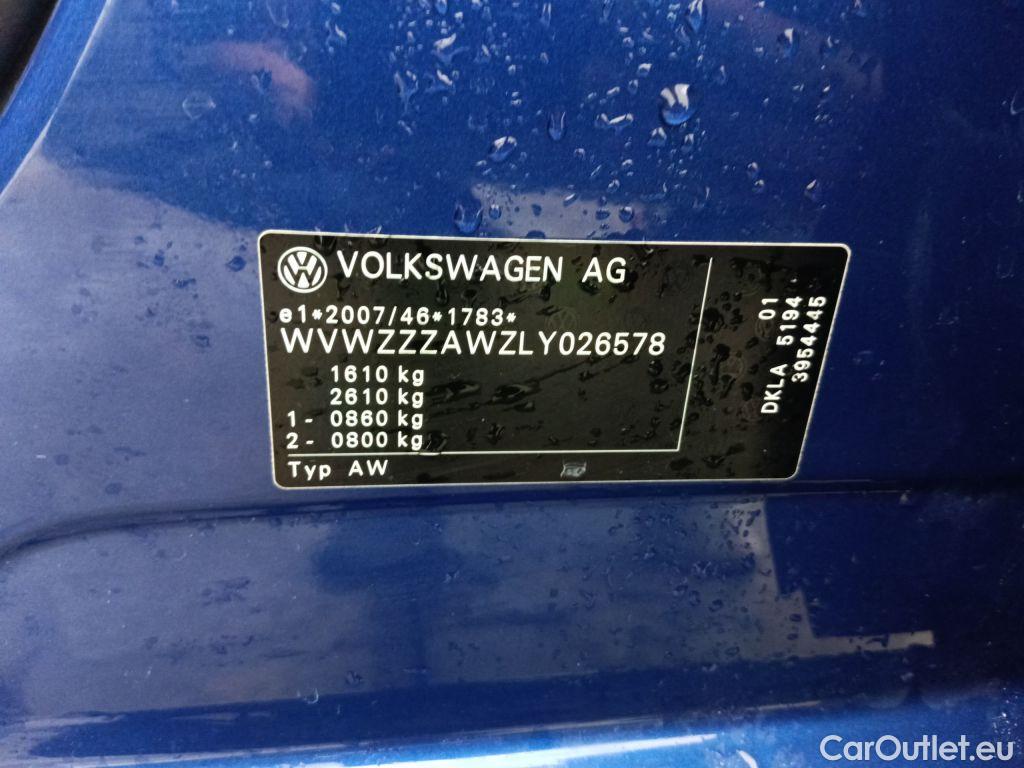 VOLKSWAGEN AG
e1*2007/46*1783*
WVWZZZAWZLY026578
1610 kg
2610 kg
1- 0860 kg
2- 0800 kg
Typ AW
01
DKLA 5194
3954445
CarOutlet.eu